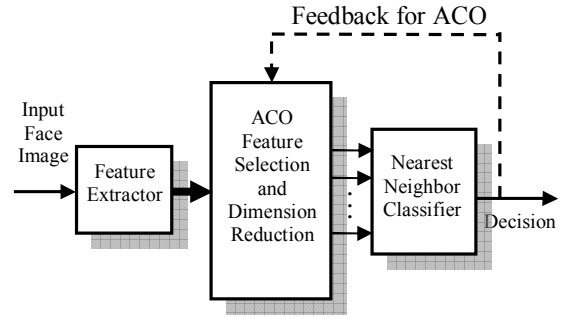 Feedback for ACO
Input
Face
Image
Feature
Extractor
ACO
Feature
Selection
and
Dimension
Reduction
Nearest
Neighbor
Classifier
Decision